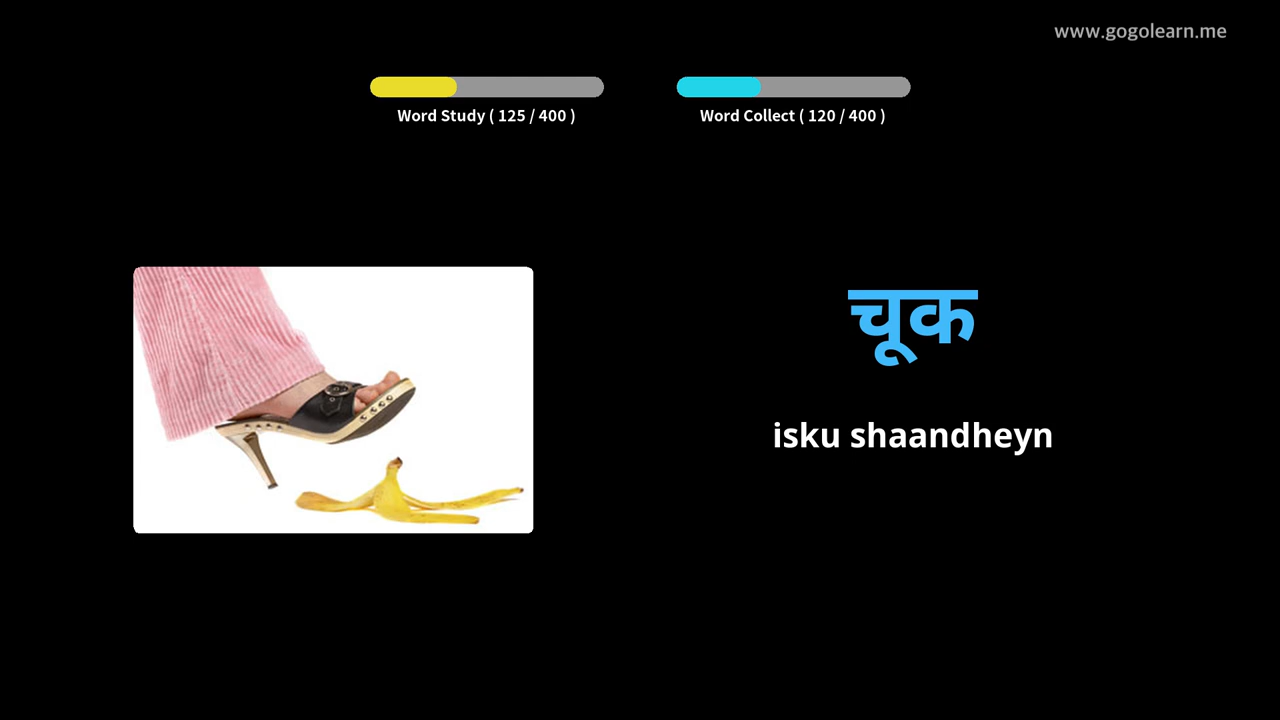 www.gogolearn.me
Word Study ( 125 / 400 )
Word Collect ( 120 / 400 )
चूक
isku shaandheyn